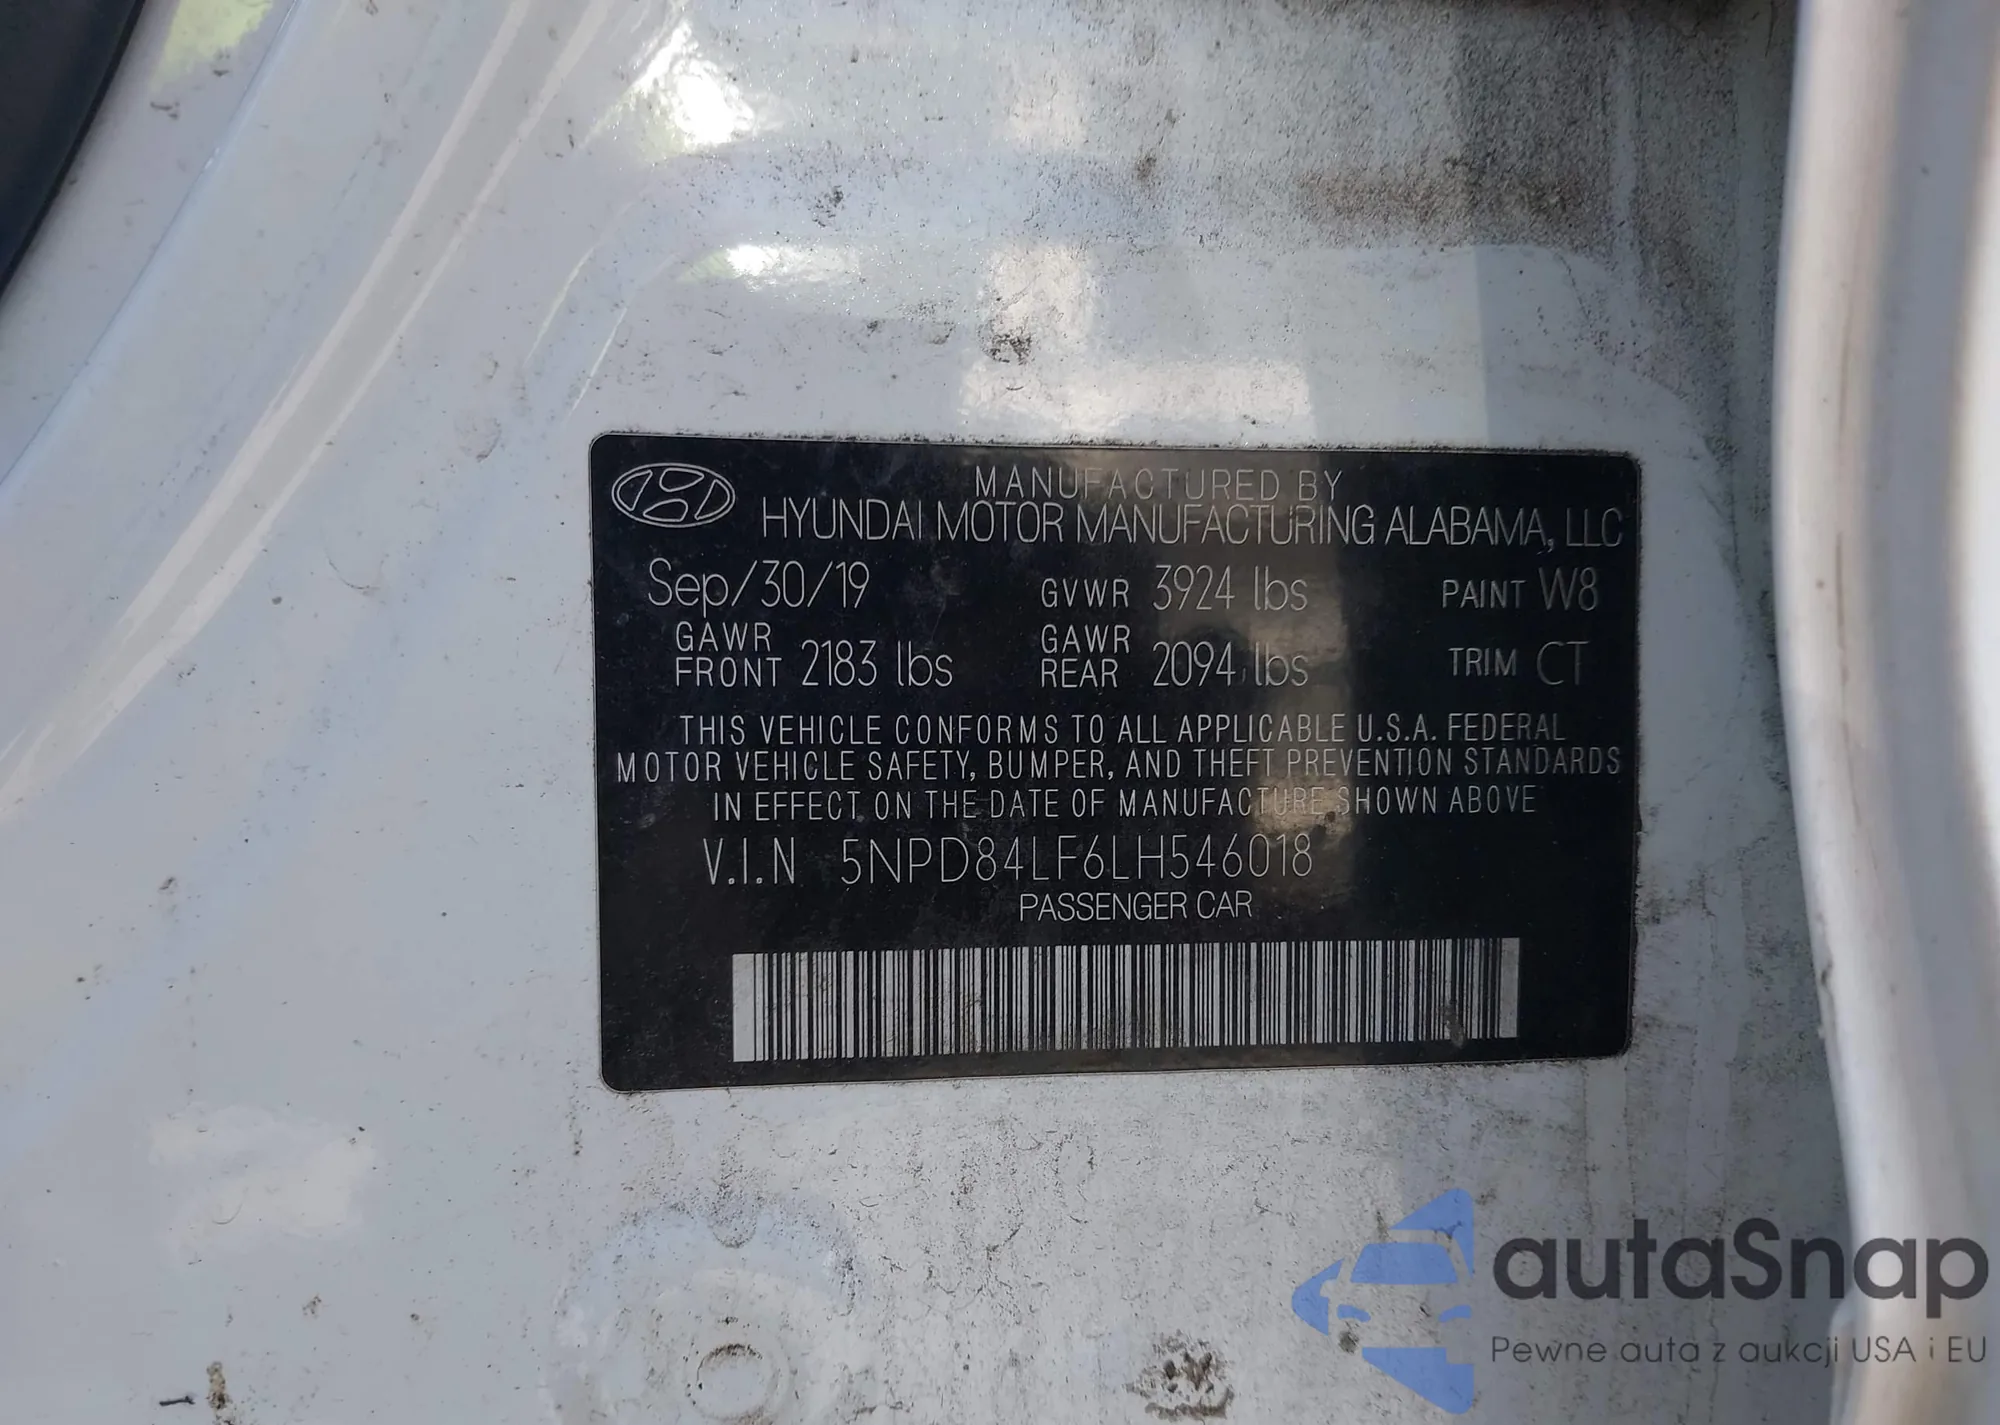 MANUFACTURED BY
HYUNDAI MOTOR MANUFACTURING ALABAMA, LLC
Sep/30/19 GVWR 3924 lbs PAINT W8
GAWR FRONT 2183 lbs GAWR REAR 2094 lbs TRIM CT
THIS VEHICLE CONFORMS TO ALL APPLICABLE U.S.A. FEDERAL
MOTOR VEHICLE SAFETY, BUMPER, AND THEFT PREVENTION STANDARDS
IN EFFECT ON THE DATE OF MANUFACTURE SHOWN ABOVE
V.I.N 5NPD84LF6LH546018
PASSENGER CAR
autaSnap
Pewne auta z aukcji USA i EU